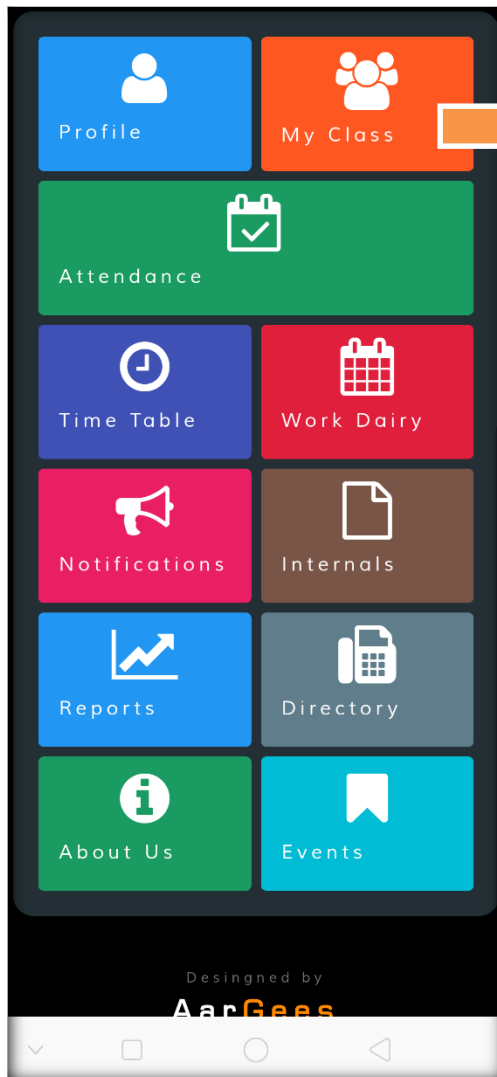 Profile
My Class
Attendance
Time Table
Work Dairy
Notifications
Internals
Reports
Directory
About Us
Events
Desingned by
AarGees